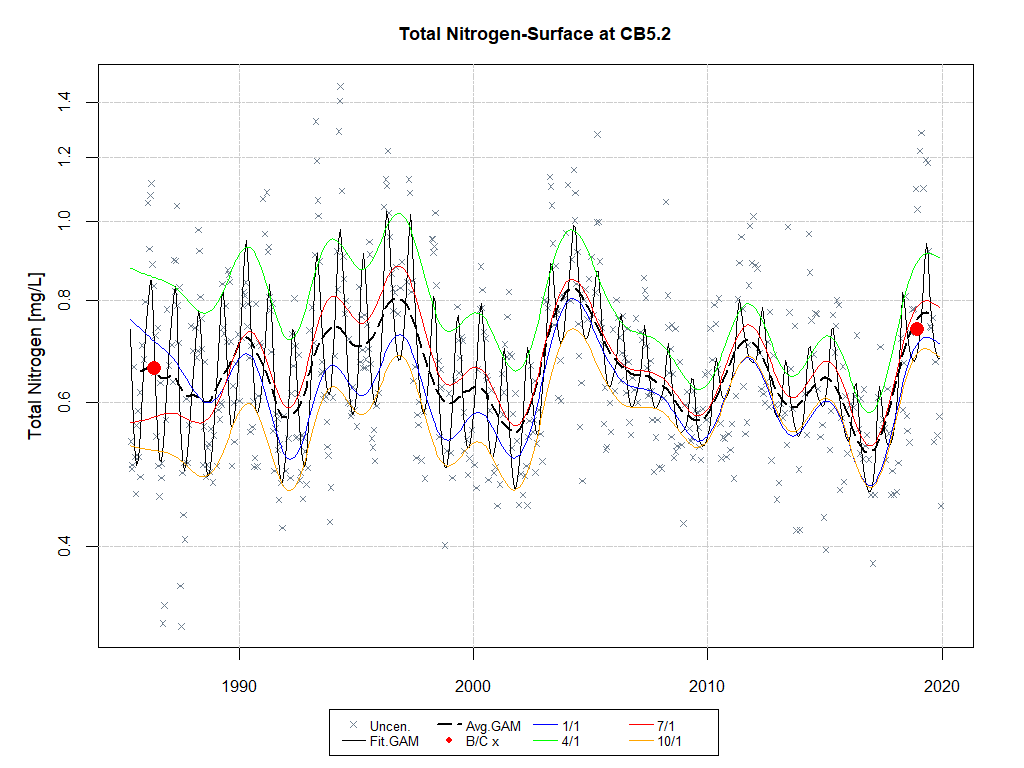 Total Nitrogen-Surface at CB5.2
Total Nitrogen [mg/L]
1.4
1.2
1.0
0.8
0.6
0.4
1990 2000 2010 2020
Uncen. Avg.GAM 1/1 7/1
Fit.GAM B/C x 4/1 10/1